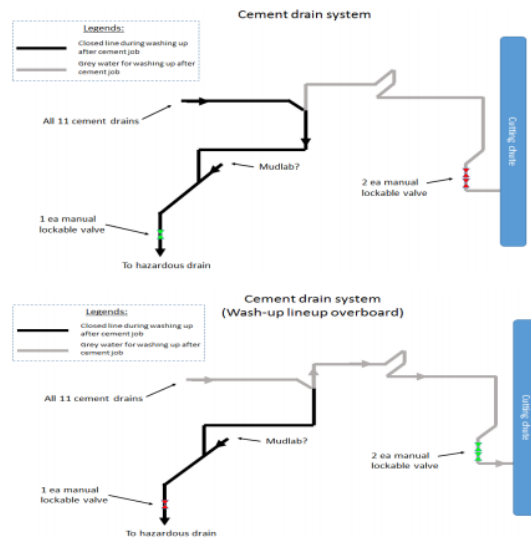 Cement drain system
Legends:
Closed line during washing up
after cement job
Grey water for washing up after
cement job
All 11 cement drains
Mudlab?
2 ea manual
lockable valve
Cutting chute
1 ea manual
lockable valve
To hazardous drain
Cement drain system
(Wash-up lineup overboard)
Legends:
Closed line during washing up
after cement job
Grey water for washing up after
cement job
All 11 cement drains
Mudlab?
2 ea manual
lockable valve
Cutting chute
1 ea manual
lockable valve
To hazardous drain